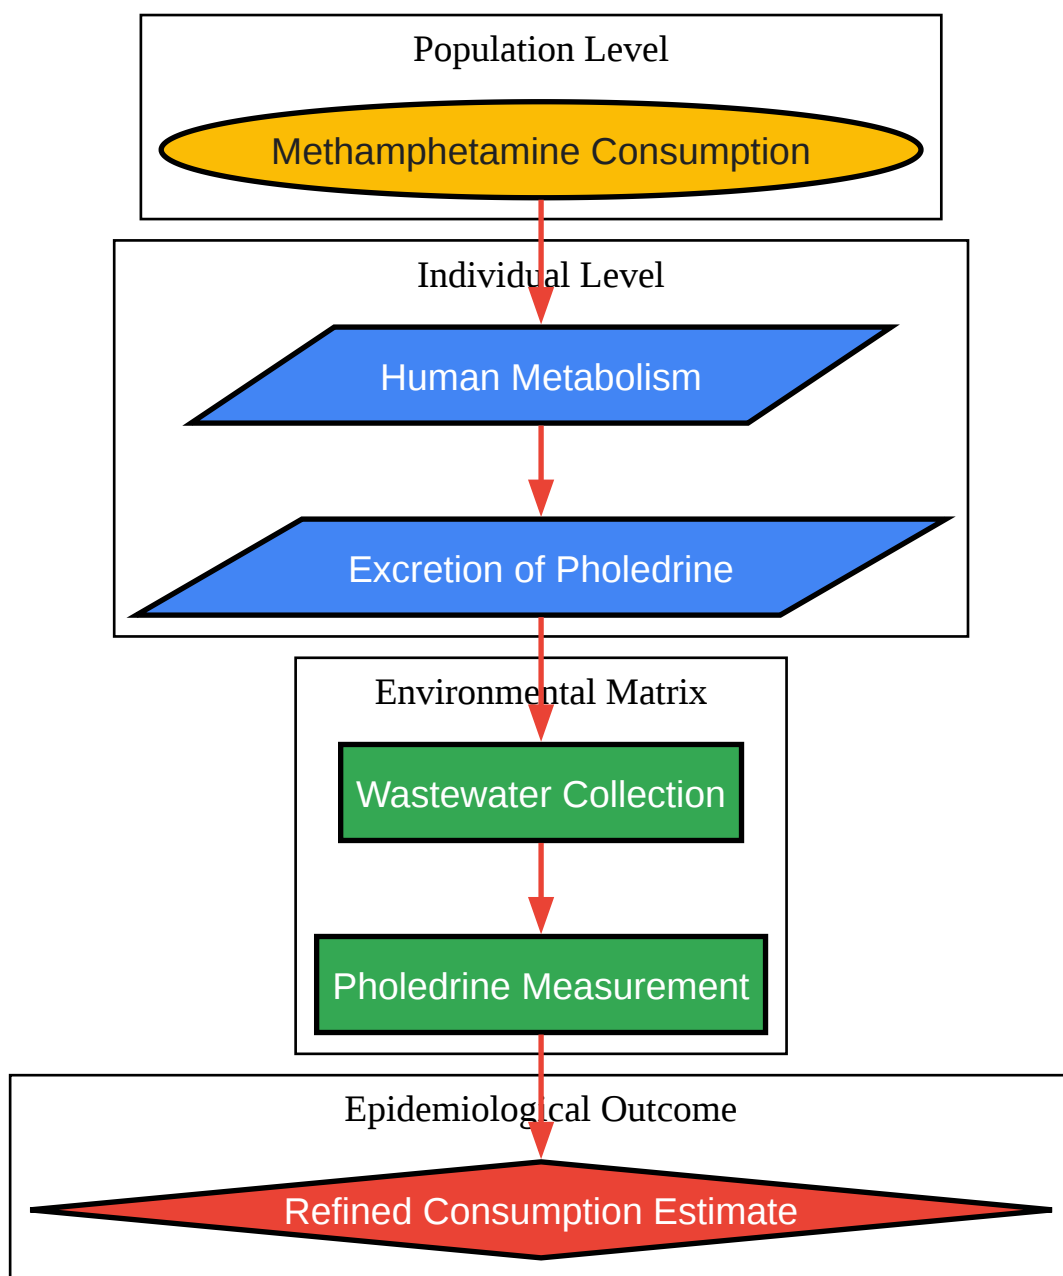 Population Level
Methamphetamine Consumption
Individual Level
Human Metabolism
Excretion of Pholedrine
Environmental Matrix
Wastewater Collection
Pholedrine Measurement
Epidemiological Outcome
Refined Consumption Estimate